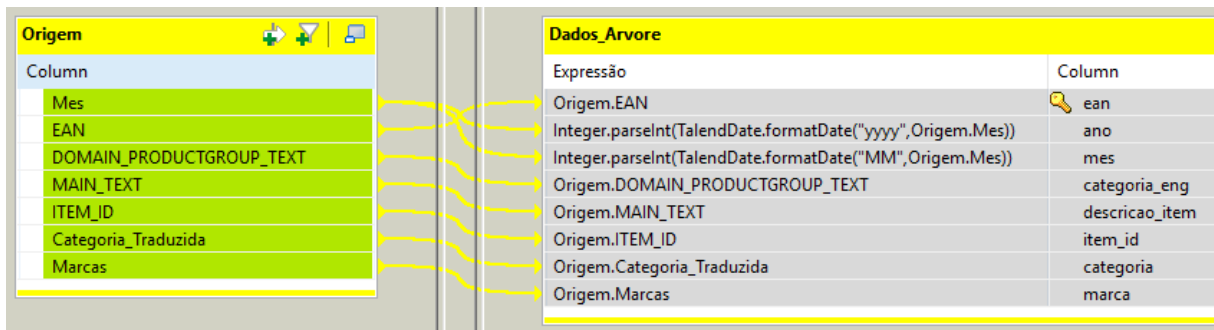 Origem
Column
Mes
EAN
DOMAIN_PRODUCTGROUP_TEXT
MAIN_TEXT
ITEM_ID
Categoria_Traduzida
Marcas
Dados_Arvore
Expressão Column
Origem.EAN ean
Integer.parseInt(TalendDate.formatDate("yyyy",Origem.Mes)) ano
Integer.parseInt(TalendDate.formatDate("MM",Origem.Mes)) mes
Origem.DOMAIN_PRODUCTGROUP_TEXT categoria_eng
Origem.MAIN_TEXT descricao_item
Origem.ITEM_ID item_id
Origem.Categoria_Traduzida categoria
Origem.Marcas marca